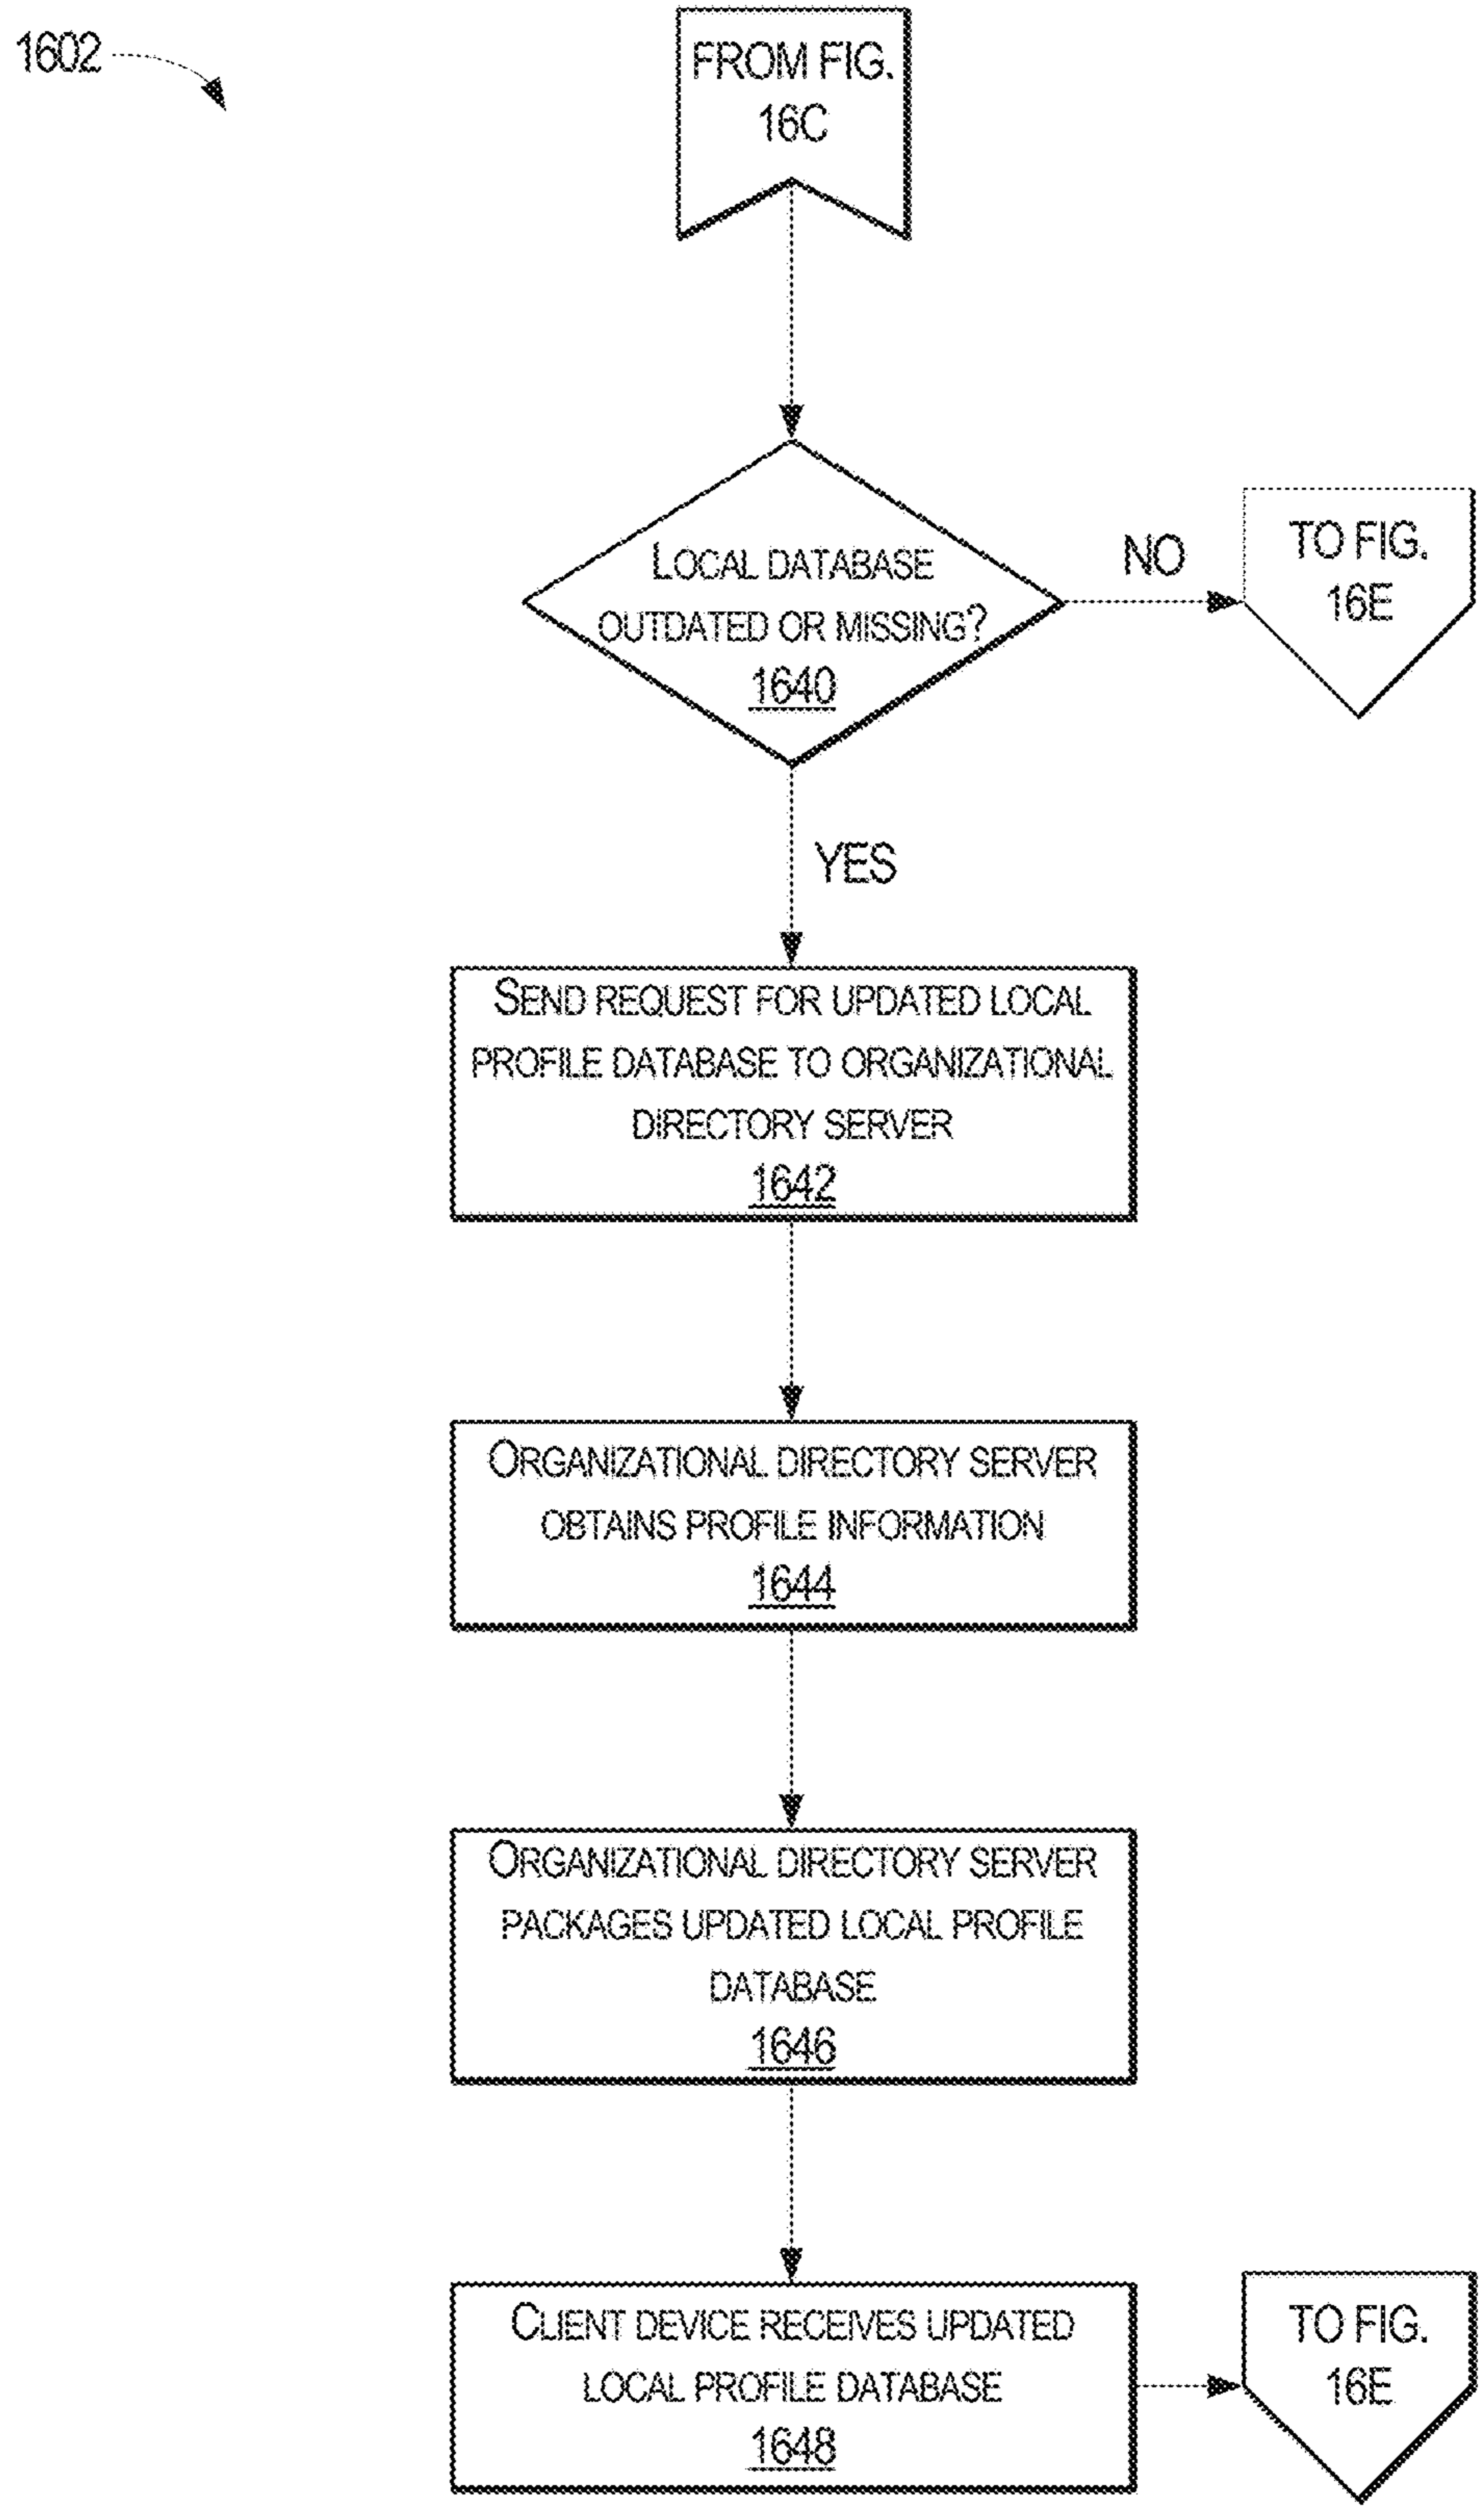 1602
FROM FIG.
16C
LOCAL DATABASE
OUTDATED OR MISSING?
1640
NO
TO FIG.
16E
YES
SEND REQUEST FOR UPDATED LOCAL
PROFILE DATABASE TO ORGANIZATIONAL
DIRECTORY SERVER
1642
ORGANIZATIONAL DIRECTORY SERVER
OBTAINS PROFILE INFORMATION
1644
ORGANIZATIONAL DIRECTORY SERVER
PACKAGES UPDATED LOCAL PROFILE
DATABASE
1646
CLIENT DEVICE RECEIVES UPDATED
LOCAL PROFILE DATABASE
1648
TO FIG.
16E